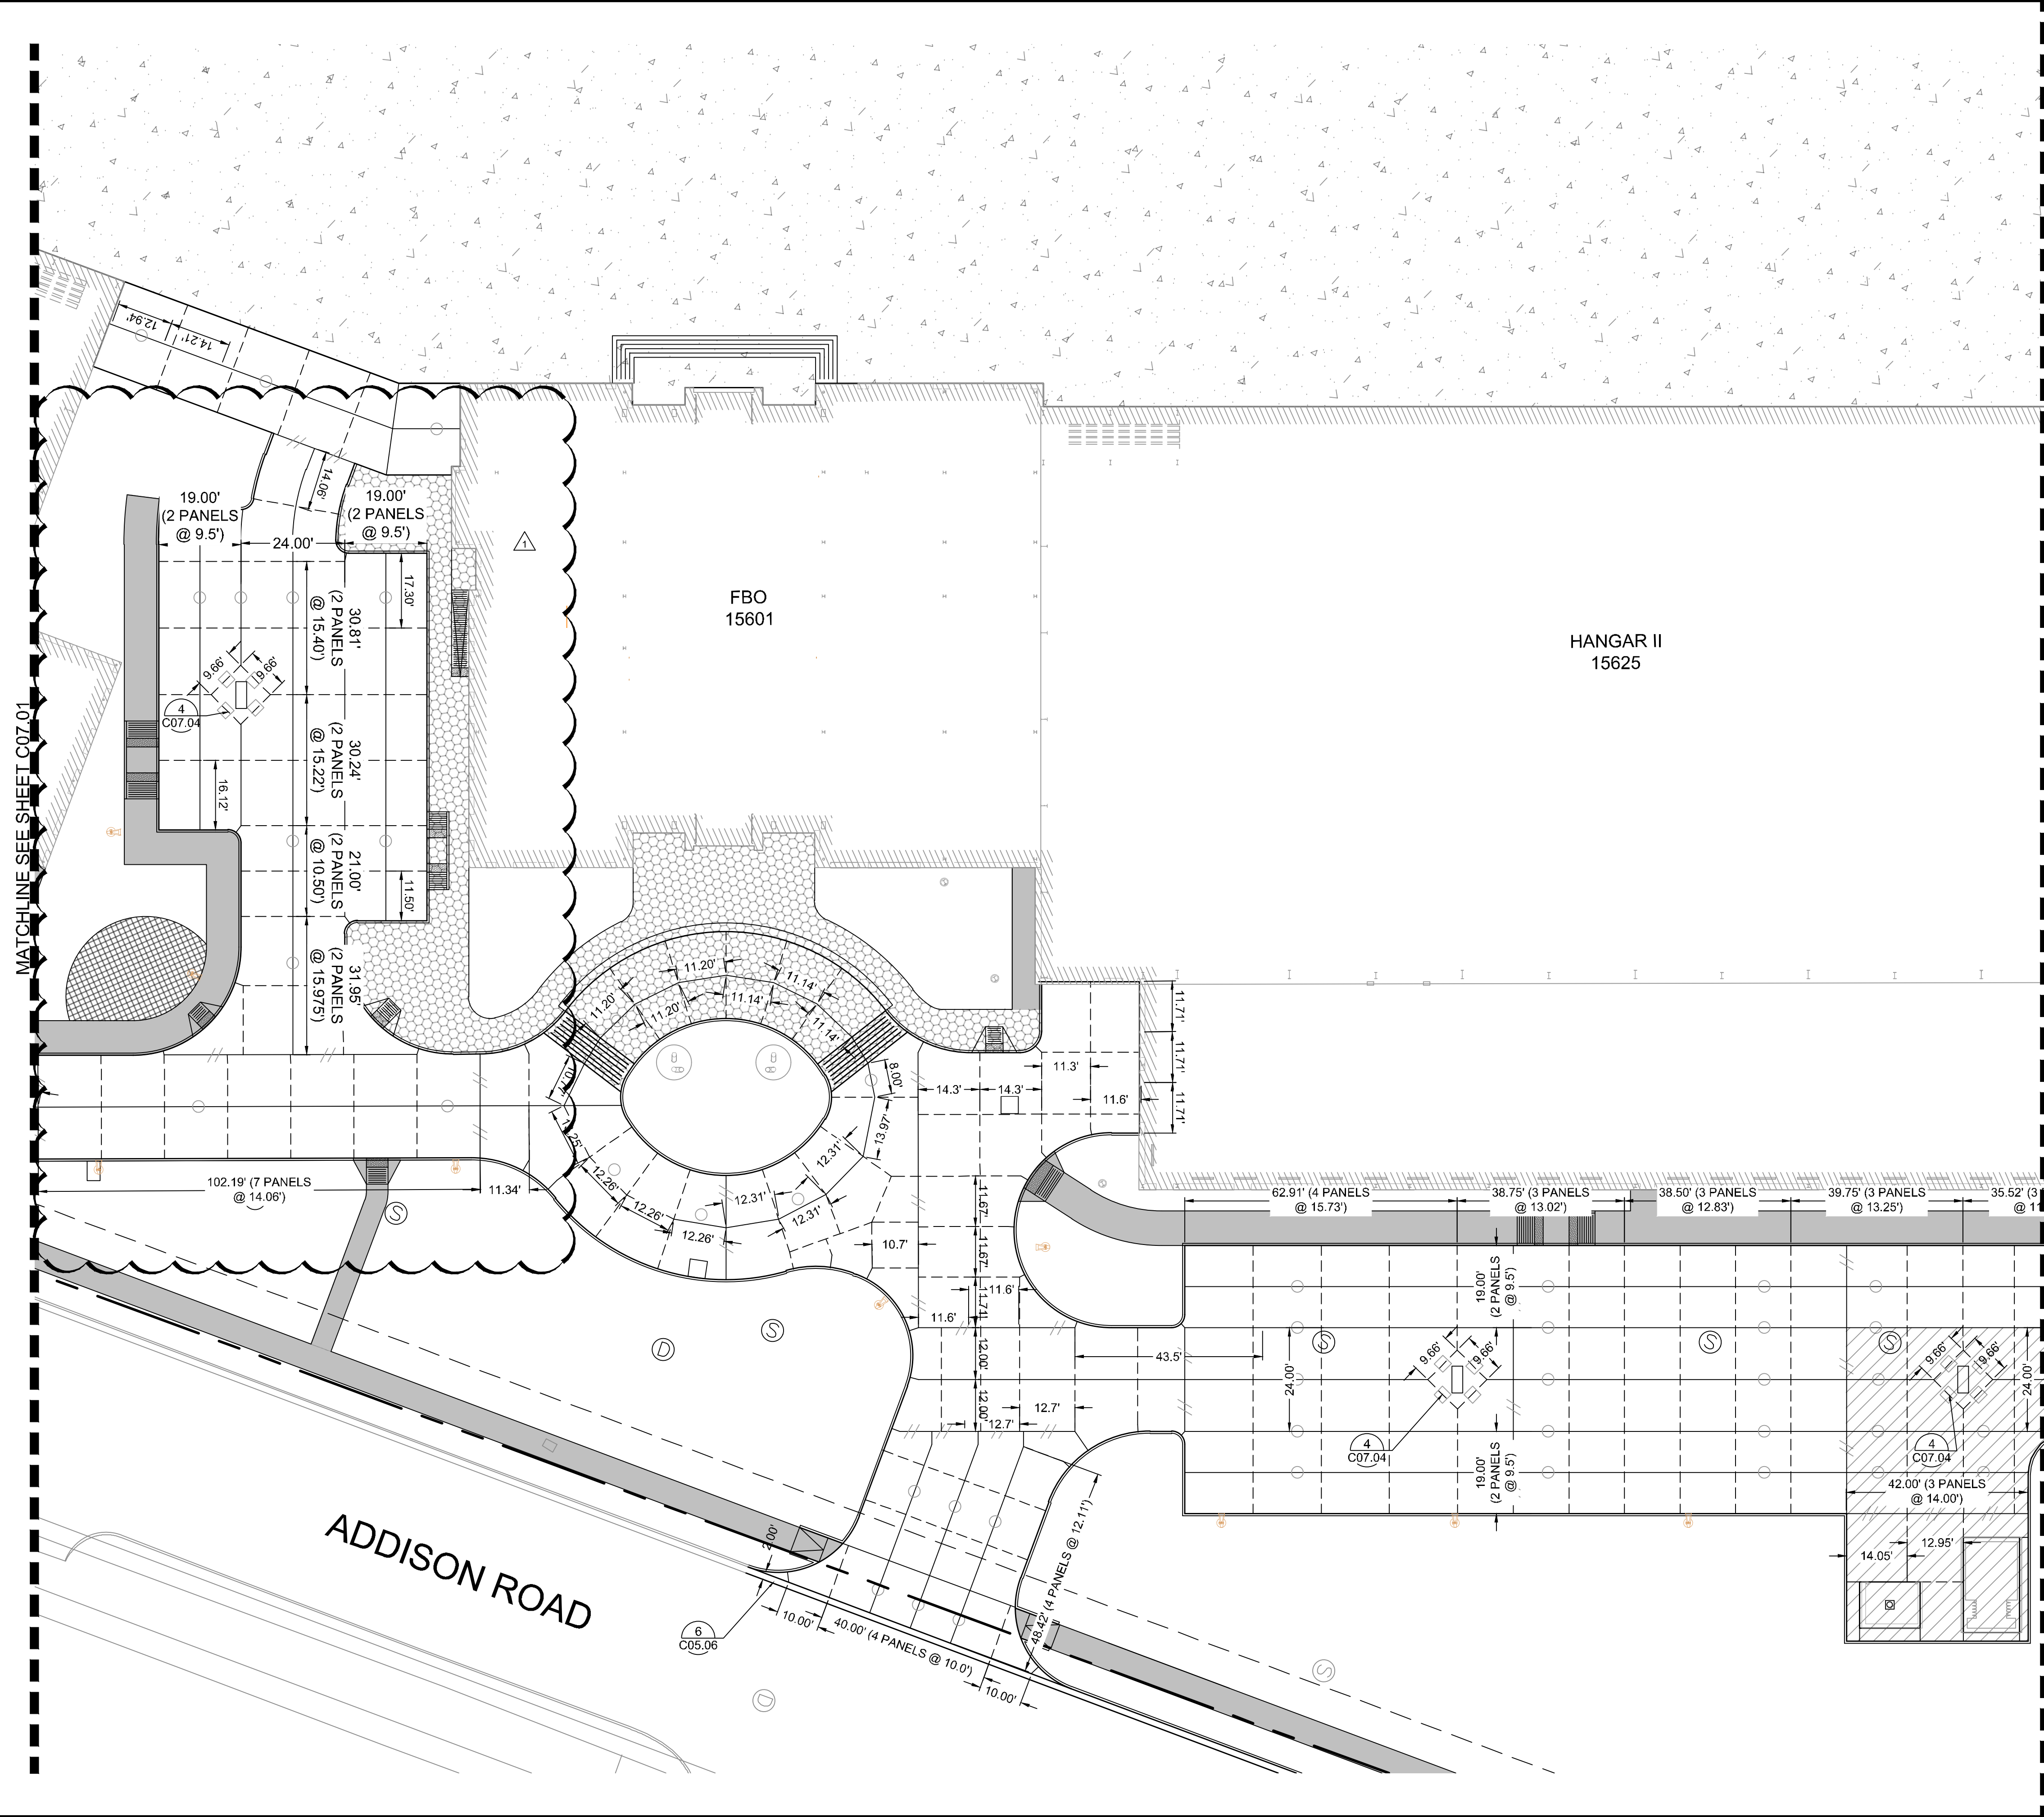 12.94'
14.21'
14.06'
19.00'
(2 PANELS
@ 9.5')
19.00'
(2 PANELS
@ 9.5')
24.00'
1
17.30'
30.81'
(2 PANELS
@ 15.40')
9.66'
9.66'
4
C07.04
30.24'
(2 PANELS
@ 15.22')
16.12'
21.00'
(2 PANELS
@ 10.50')
11.50'
31.95'
(2 PANELS
@ 15.975')
MATCHLINE SEE SHEET C07.01
FBO
15601
HANGAR II
15625
11.20'
11.14'
11.20'
11.20'
11.14'
11.14'
8.00'
13.97'
12.31'
12.31'
12.31'
12.26'
12.26'
12.26'
102.19' (7 PANELS
@ 14.06')
11.34'
S
14.3'
14.3'
11.3'
11.6'
11.71'
11.71'
11.71'
11.67'
11.67'
10.7'
11.6'
11.6'
11.71'
12.00'
12.00'
43.5'
12.7'
12.7'
62.91' (4 PANELS
@ 15.73')
38.75' (3 PANELS
@ 13.02')
38.50' (3 PANELS
@ 12.83')
39.75' (3 PANELS
@ 13.25')
35.52' (3
19.00'
(2 PANELS
@ 9.5')
24.00'
S
9.66'
9.66'
4
C07.04
19.00'
(2 PANELS
@ 9.5')
S
S
9.66'
9.66'
24.00'
4
C07.04
42.00' (3 PANELS
@ 14.00')
14.05'
12.95'
D
S
ADDISON ROAD
2.00'
6
C05.06
10.00'
40.00' (4 PANELS @ 10.0')
10.00'
48.42' (4 PANELS @ 12.11')
D
S